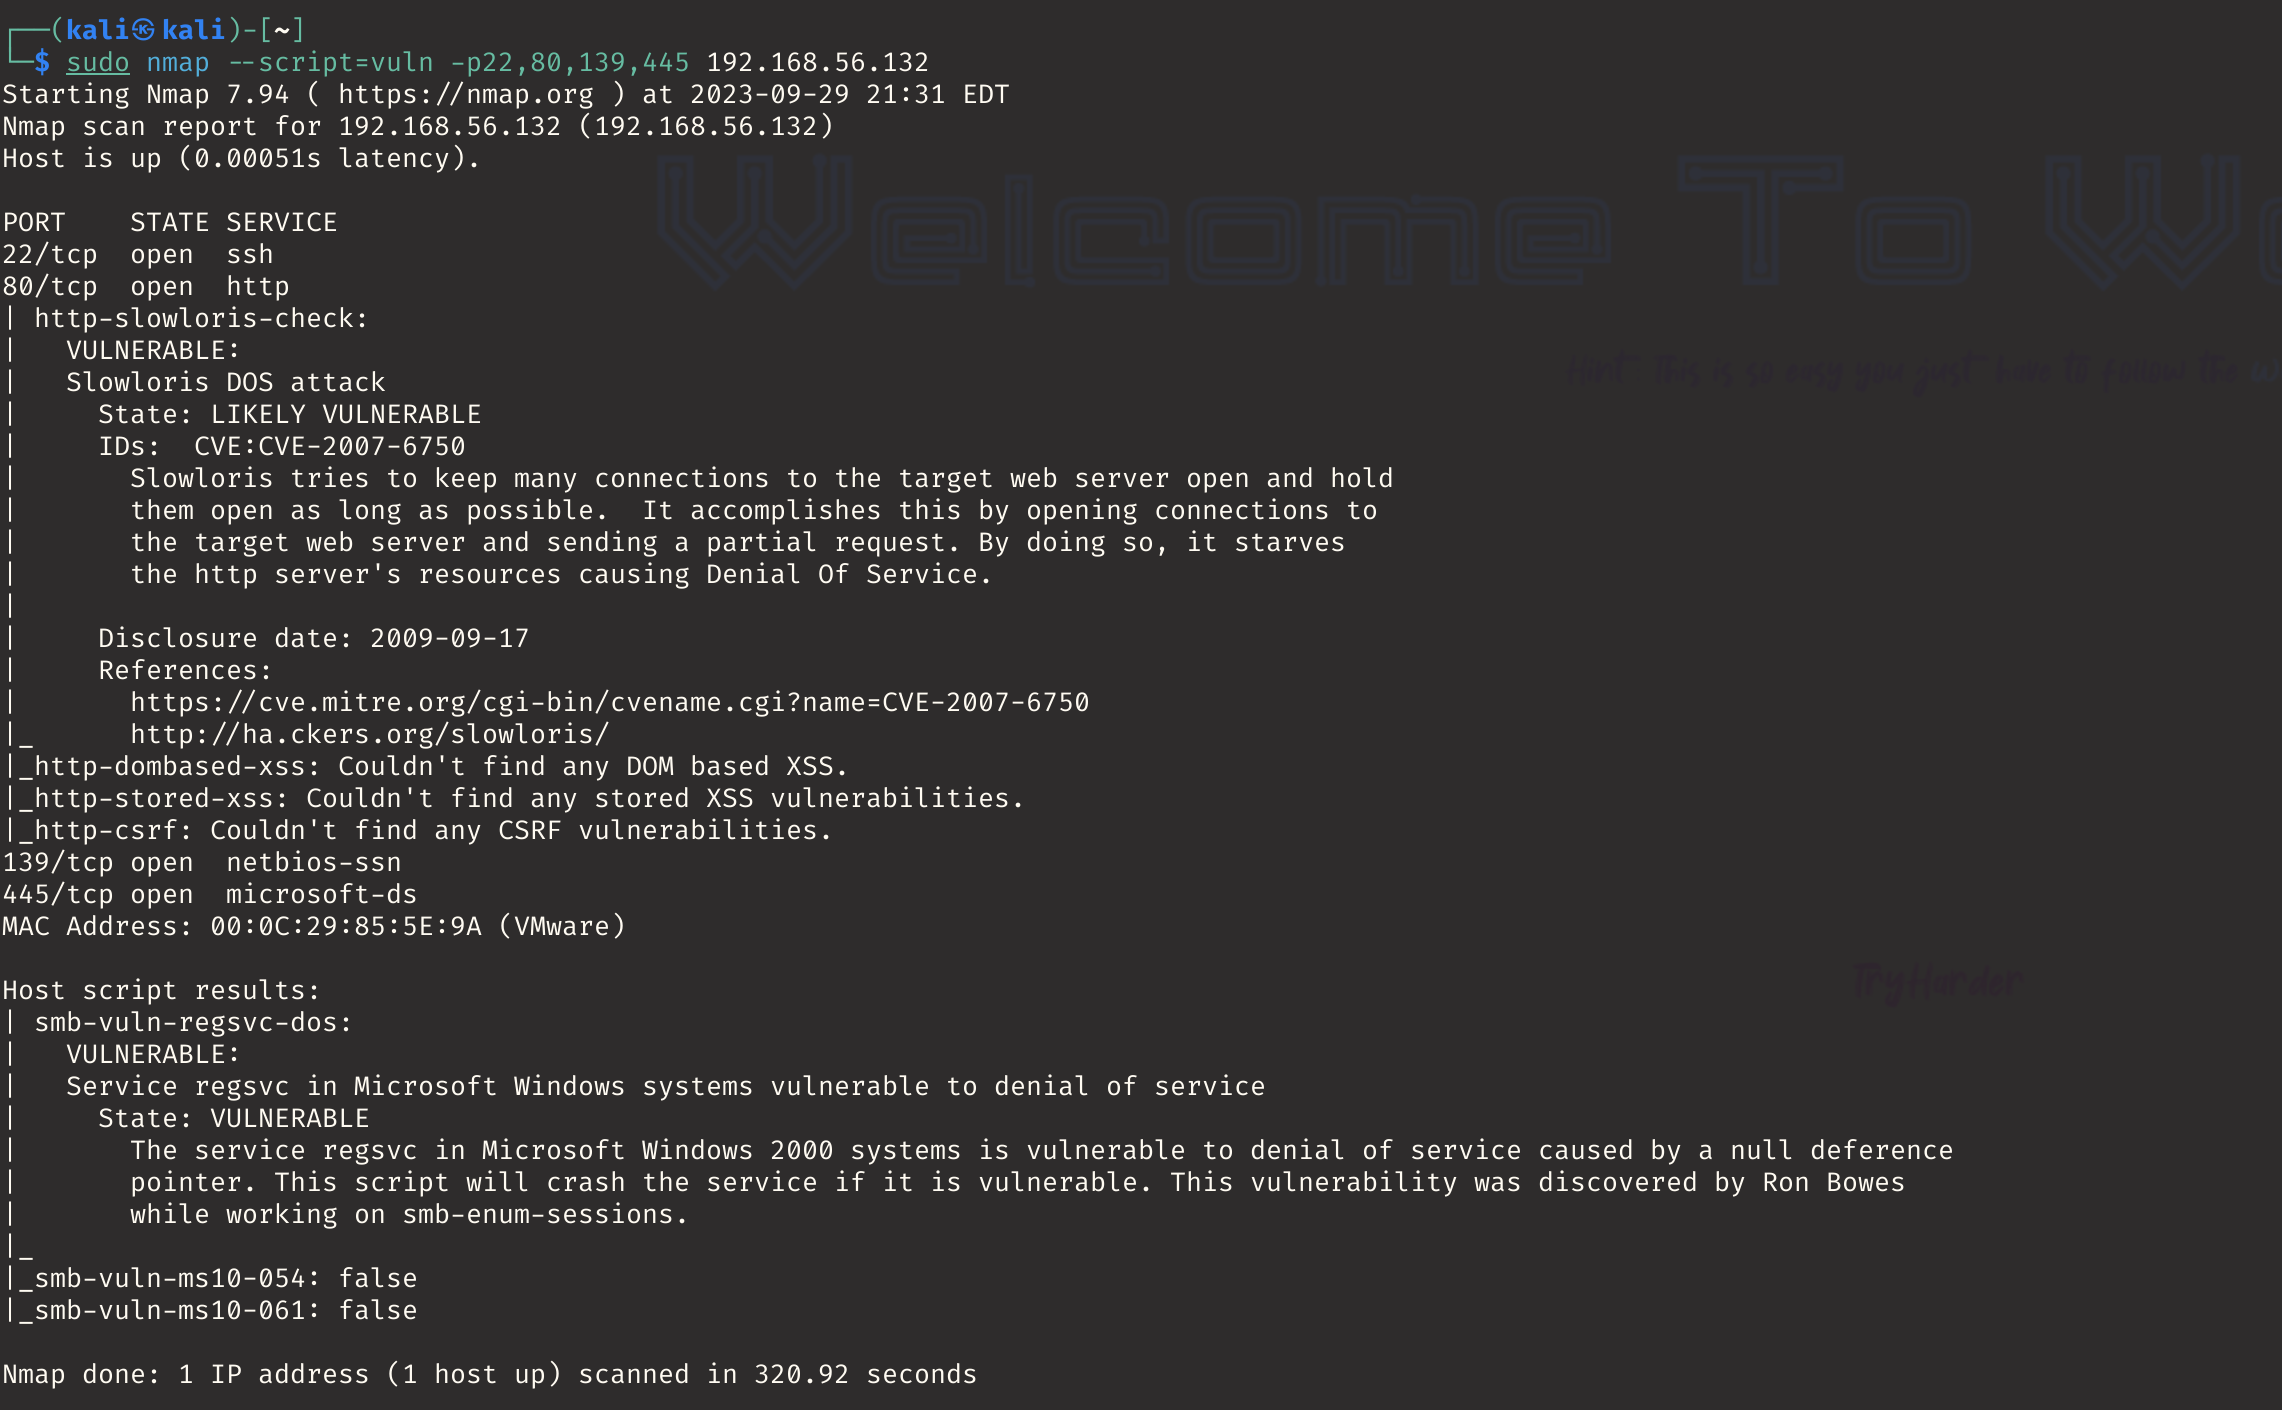 ┌──(kali㉿kali)-[~]
└─$ sudo nmap --script=vuln -p22,80,139,445 192.168.56.132
Starting Nmap 7.94 ( https://nmap.org ) at 2023-09-29 21:31 EDT
Nmap scan report for 192.168.56.132 (192.168.56.132)
Host is up (0.00051s latency).
Welcome To
PORT    STATE SERVICE
22/tcp  open  ssh
80/tcp  open  http
| http-slowloris-check:
|   VULNERABLE:
Hint : This is so easy you just have to follow the
|   Slowloris DOS attack
|     State: LIKELY VULNERABLE
|     IDs:  CVE:CVE-2007-6750
|       Slowloris tries to keep many connections to the target web server open and hold
|       them open as long as possible.  It accomplishes this by opening connections to
|       the target web server and sending a partial request. By doing so, it starves
|       the http server's resources causing Denial Of Service.
|
|     Disclosure date: 2009-09-17
|     References:
|       https://cve.mitre.org/cgi-bin/cvename.cgi?name=CVE-2007-6750
|_      http://ha.ckers.org/slowloris/
|_http-dombased-xss: Couldn't find any DOM based XSS.
|_http-stored-xss: Couldn't find any stored XSS vulnerabilities.
|_http-csrf: Couldn't find any CSRF vulnerabilities.
139/tcp open  netbios-ssn
445/tcp open  microsoft-ds
MAC Address: 00:0C:29:85:5E:9A (VMware)
TryHarder
Host script results:
| smb-vuln-regsvc-dos:
|   VULNERABLE:
|   Service regsvc in Microsoft Windows systems vulnerable to denial of service
|     State: VULNERABLE
|       The service regsvc in Microsoft Windows 2000 systems is vulnerable to denial of service caused by a null deference
|       pointer. This script will crash the service if it is vulnerable. This vulnerability was discovered by Ron Bowes
|       while working on smb-enum-sessions.
|_
|_smb-vuln-ms10-054: false
|_smb-vuln-ms10-061: false
Nmap done: 1 IP address (1 host up) scanned in 320.92 seconds